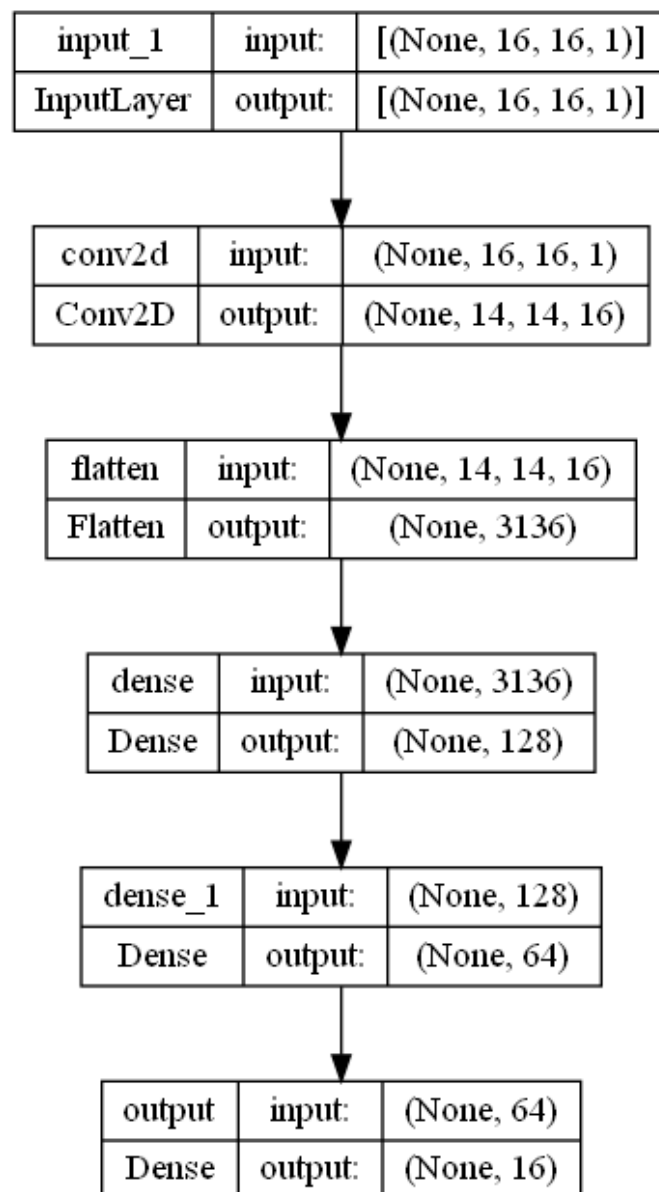 input_1 input: [(None, 16, 16, 1)]
InputLayer output: [(None, 16, 16, 1)]
conv2d input: (None, 16, 16, 1)
Conv2D output: (None, 14, 14, 16)
flatten input: (None, 14, 14, 16)
Flatten output: (None, 3136)
dense input: (None, 3136)
Dense output: (None, 128)
dense_1 input: (None, 128)
Dense output: (None, 64)
output input: (None, 64)
Dense output: (None, 16)